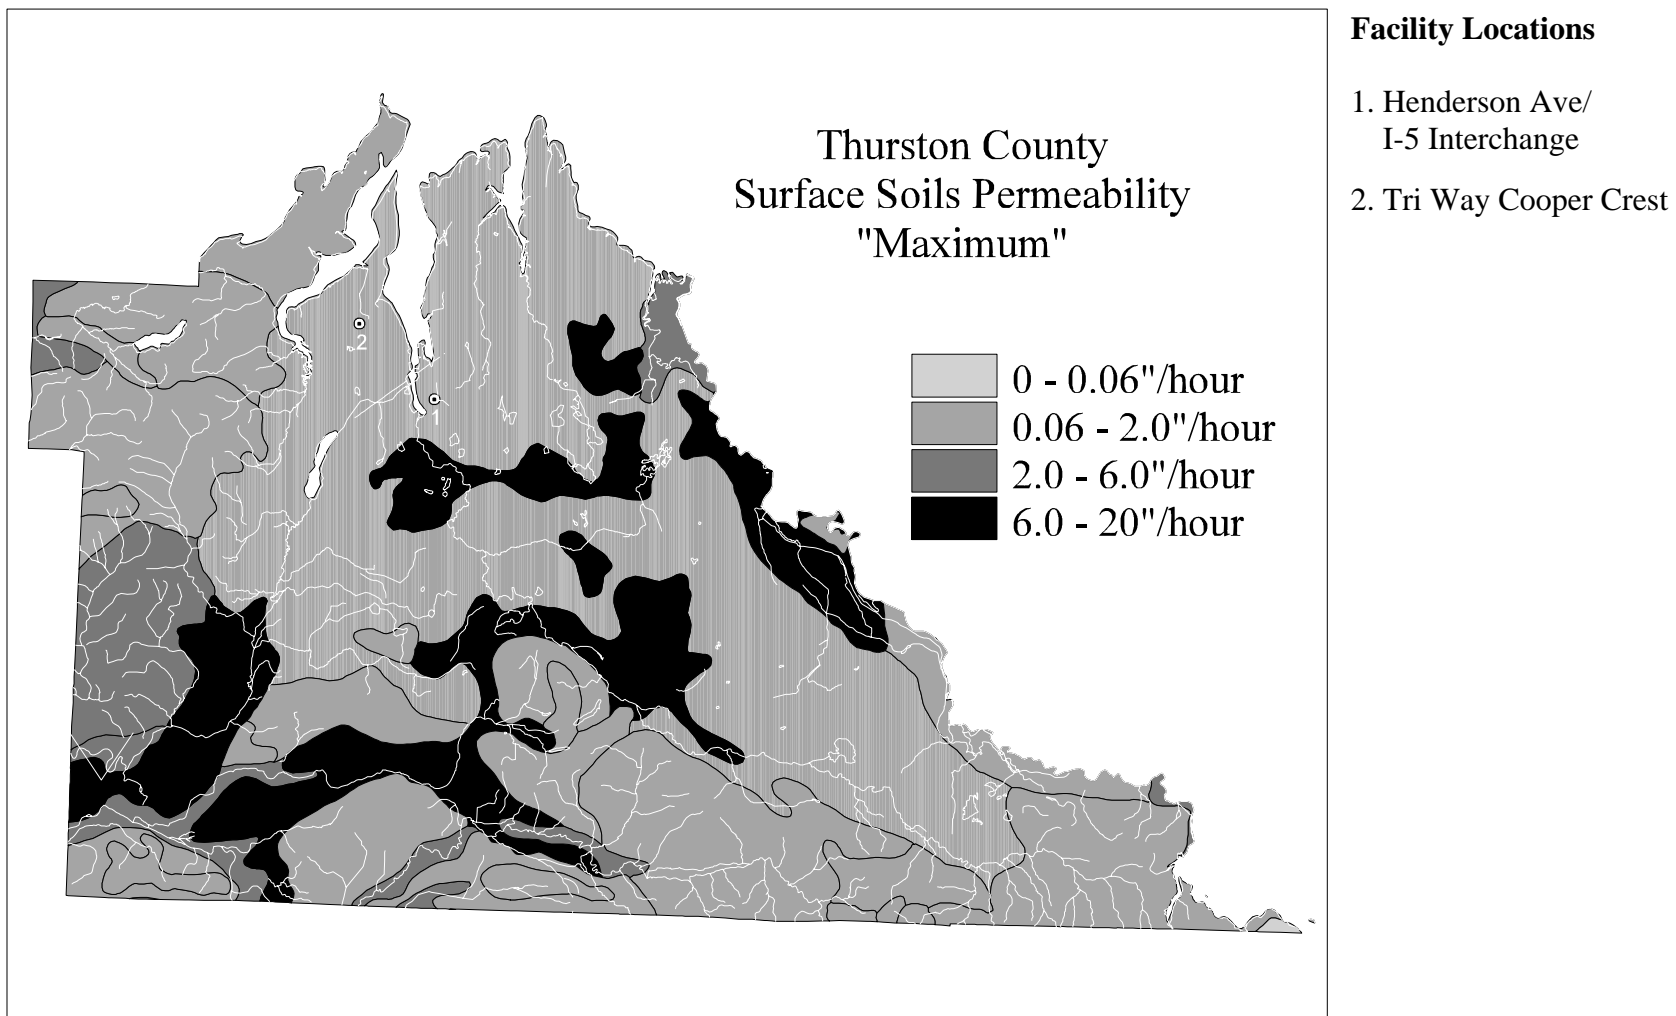 Facility Locations
1. Henderson Ave/
I-5 Interchange
2. Tri Way Cooper Crest
Thurston County
Surface Soils Permeability
"Maximum"
2
1
0 - 0.06"/hour
0.06 - 2.0"/hour
2.0 - 6.0"/hour
6.0 - 20"/hour